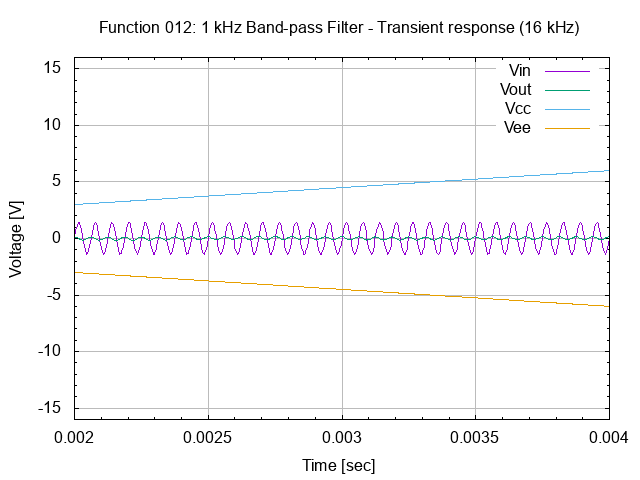 Function 012: 1 kHz Band-pass Filter - Transient response (16 kHz)
15
10
5
0
-5
-10
-15
Voltage [V]
Vin
Vout
Vcc
Vee
0.002 0.0025 0.003 0.0035 0.004
Time [sec]